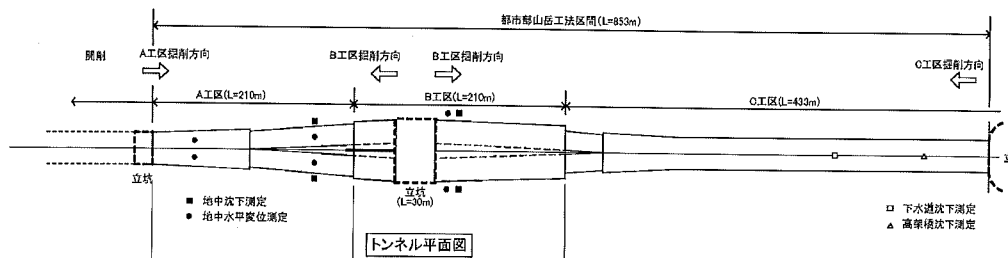 都市部山岳工法区間(L=853m)
開削
A工区掘削方向
B工区掘削方向
B工区掘削方向
C工区掘削方向
A工区(L=210m)
B工区(L=210m)
C工区(L=433m)
立坑
立坑
(L=30m)
立
■ 地中沈下測定
● 地中水平変位測定
□ 下水道沈下測定
△ 高架橋沈下測定
トンネル平面図